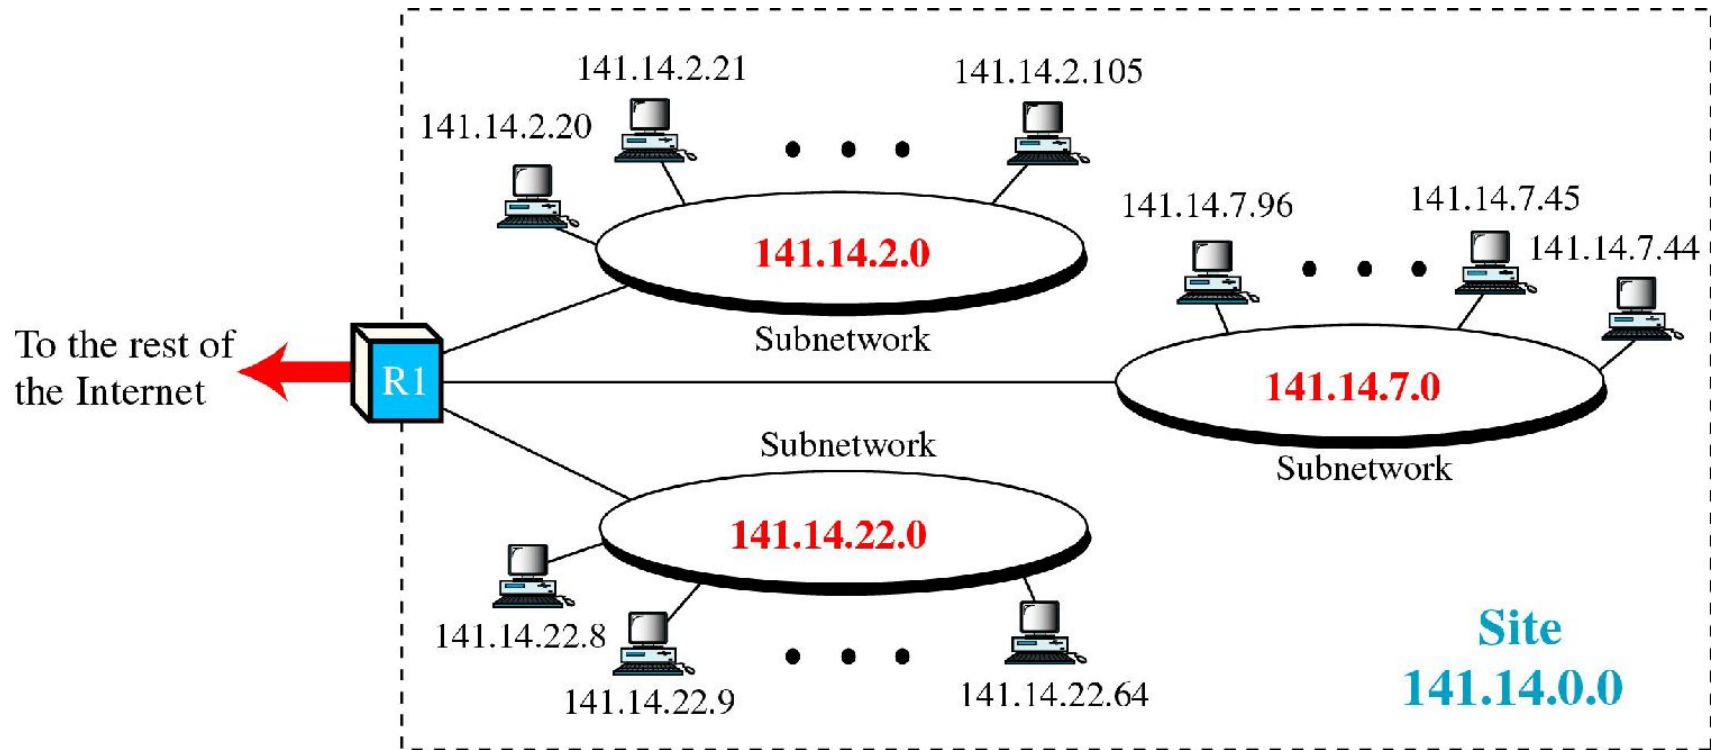 141.14.2.21
141.14.2.105
141.14.2.20
141.14.2.0
Subnetwork
141.14.7.96
141.14.7.45
141.14.7.44
141.14.7.0
Subnetwork
To the rest of
the Internet
R1
Subnetwork
141.14.22.0
141.14.22.8
141.14.22.9
141.14.22.64
Site
141.14.0.0